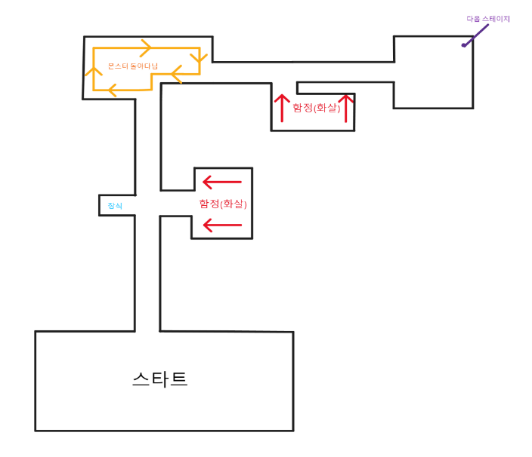 다음 스테이지
몬스터 돌아다님
함정(화살)
함정(화살)
장식
스타트